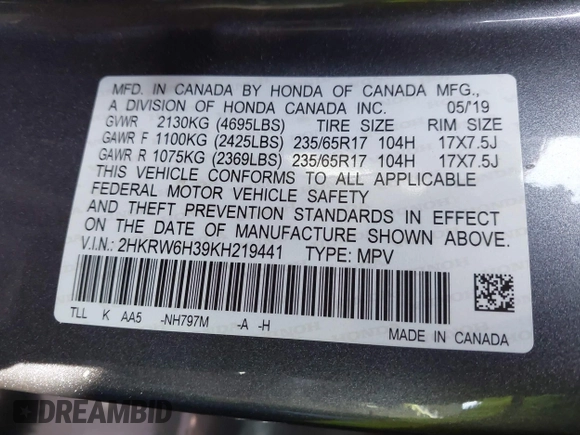 MFD. IN CANADA BY HONDA OF CANADA MFG.,
A DIVISION OF HONDA CANADA INC. 05/'19
GVWR 2130KG (4695LBS) TIRE SIZE RIM SIZE
GAWR F 1100KG (2425LBS) 235/65R17 104H 17X7.5J
GAWR R 1075KG (2369LBS) 235/65R17 104H 17X7.5J
THIS VEHICLE CONFORMS TO ALL APPLICABLE
FEDERAL MOTOR VEHICLE SAFETY
AND THEFT PREVENTION STANDARDS IN EFFECT
ON THE DATE OF MANUFACTURE SHOWN ABOVE.
V.I.N.: 2HKRW6H39KH219441 TYPE: MPV
TLL K AA5 -NH797M -A -H
MADE IN CANADA
DREAMBID